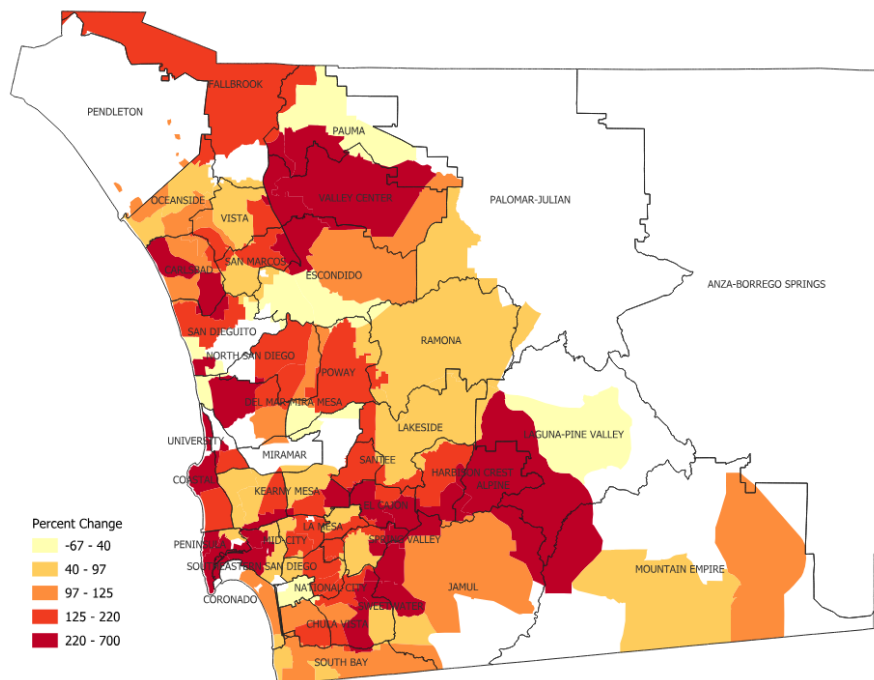 FALLBROOK
PENDLETON
PAUMA
VALLEY CENTER
PALOMAR-JULIAN
OCEANSIDE
VISTA
CARLSBAD
SAN MARCOS
ESCONDIDO
ANZA-BORREGO SPRINGS
SAN DIEGUITO
RAMONA
NORTH SAN DIEGO
POWAY
DEL MAR-MIRA MESA
LAKESIDE
LAGUNA-PINE VALLEY
UNIVERSITY
MIRAMAR
SANTEE
COASTAL
KEARNY MESA
HARBISON CREST
ALPINE
EL CAJON
LA MESA
PENINSULA
MID-CITY
SPRING VALLEY
SOUTHEASTERN SAN DIEGO
MOUNTAIN EMPIRE
CORONADO
NATIONAL CITY
JAMUL
SWEETWATER
CHULA VISTA
SOUTH BAY
Percent Change
-67 - 40
40 - 97
97 - 125
125 - 220
220 - 700